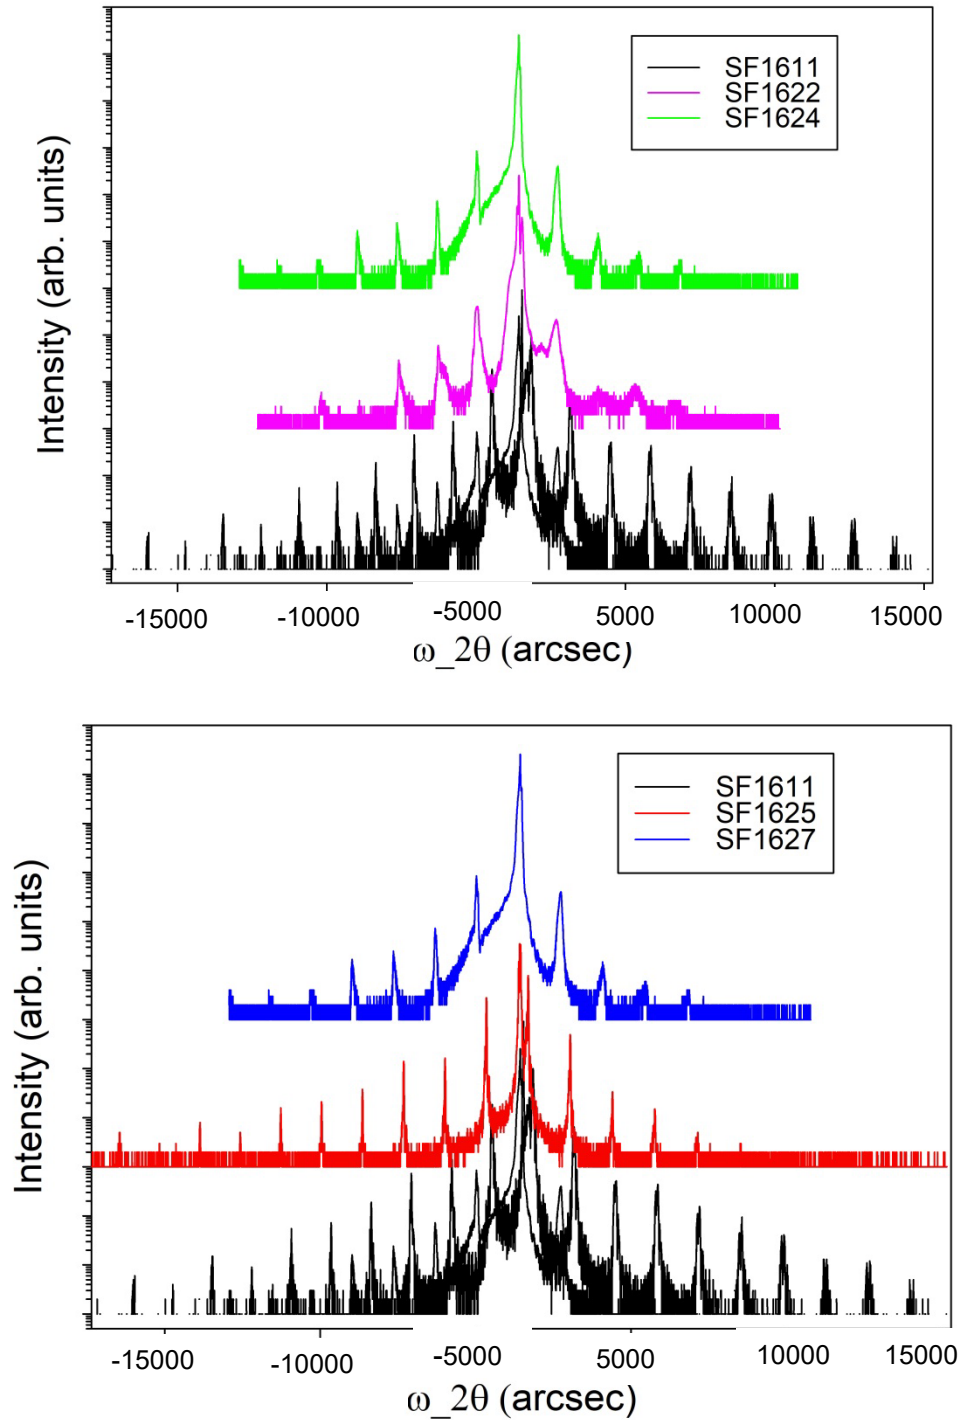 SF1611
SF1622
SF1624
Intensity (arb. units)
-15000 -10000 -5000 5000 10000 15000
ω_2θ (arcsec)
SF1611
SF1625
SF1627
Intensity (arb. units)
-15000 -10000 -5000 5000 10000 15000
ω_2θ (arcsec)